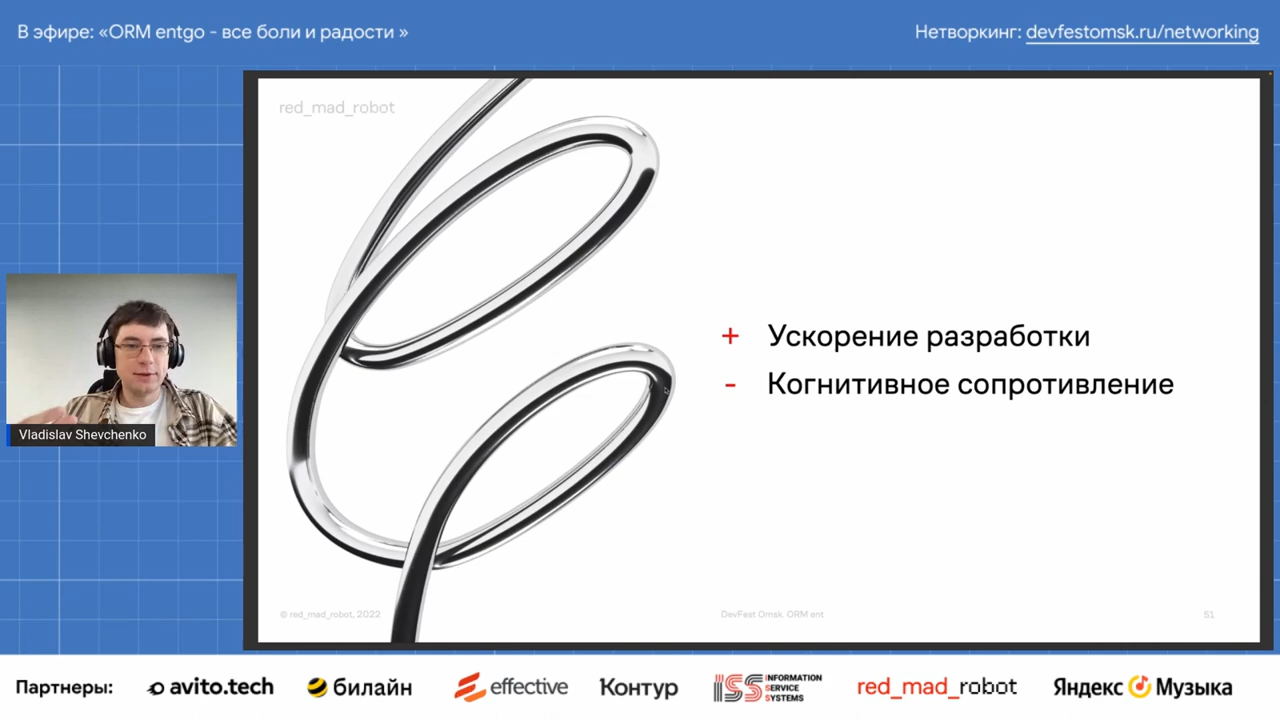 В эфире: «ORM entgo - все боли и радости »
Нетворкинг: devfestomsk.ru/networking
red_mad_robot
+ Ускорение разработки
- Когнитивное сопротивление
Vladislav Shevchenko
© red_mad_robot, 2022
DevFest Omsk. ORM ent
51
Партнеры:
avito.tech
билайн
effective
Контур
ISS INFORMATION
SERVICE
SYSTEMS
red_mad_robot
Яндекс Музыка